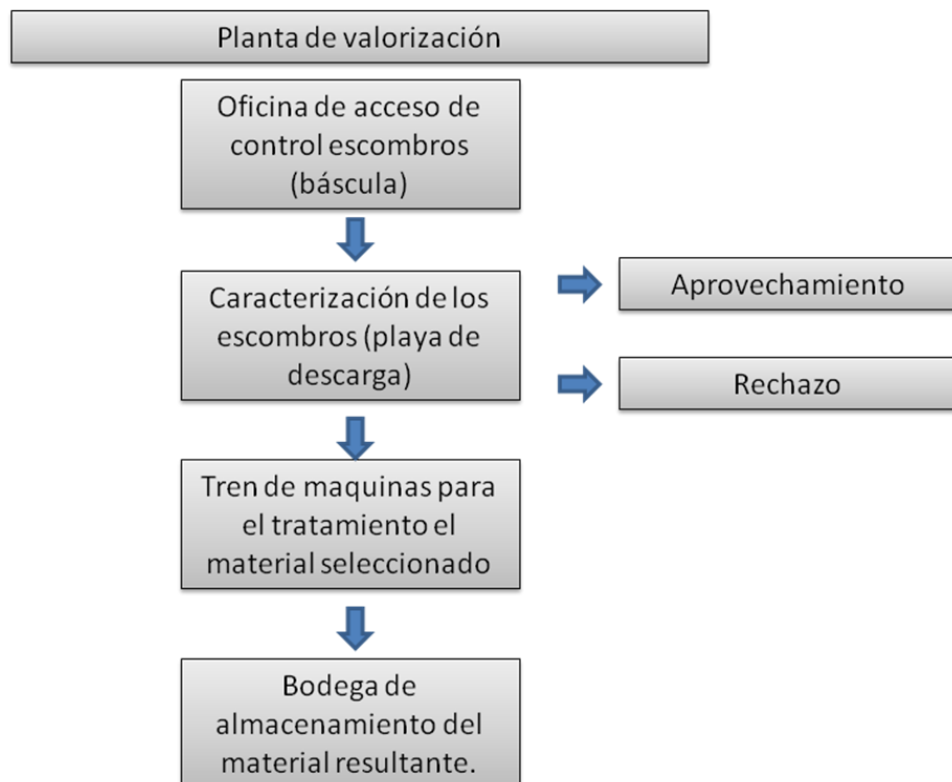 Planta de valorización
Oficina de acceso de
control escombros
(báscula)
Caracterización de los
escombros (playa de
descarga)
Aprovechamiento
Rechazo
Tren de maquinas para
el tratamiento el
material seleccionado
Bodega de
almacenamiento del
material resultante.